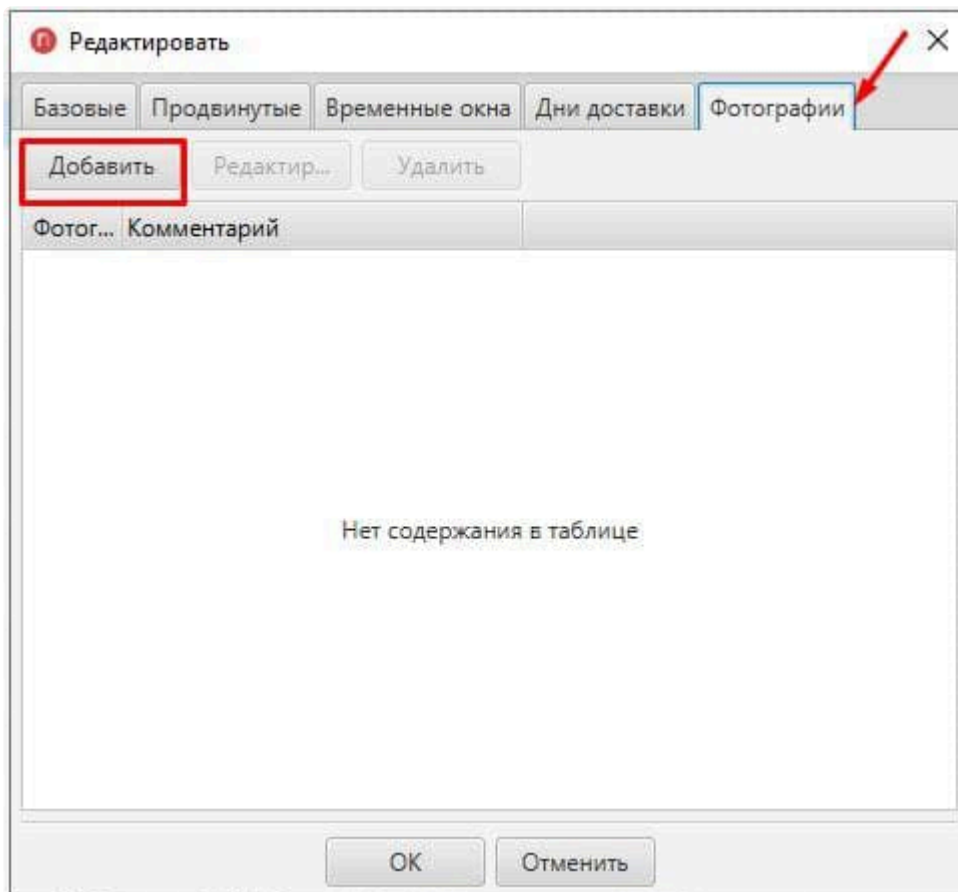 Редактировать
Базовые Продвинутые Временные окна Дни доставки Фотографии
Добавить Редактир... Удалить
Фотог... Комментарий
Нет содержания в таблице
OK Отменить